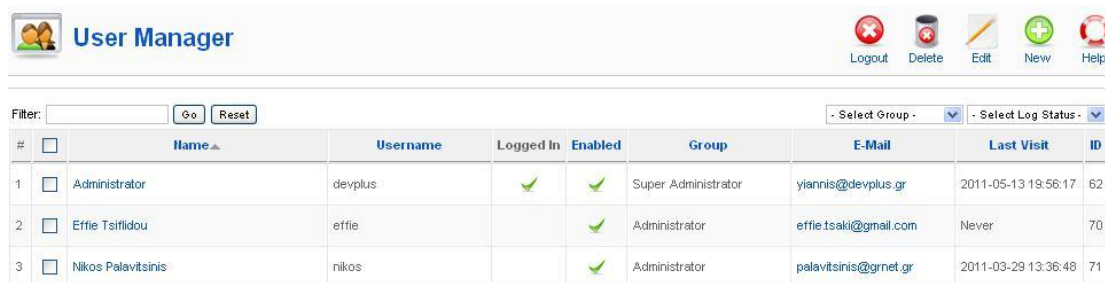 User Manager
Logout Delete Edit New Help
Filter: Go Reset - Select Group - - Select Log Status -
# Name Username Logged In Enabled Group E-Mail Last Visit ID
1 Administrator devplus Super Administrator yiannis@devplus.gr 2011-05-13 19:56:17 62
2 Effie Tsiflidou effie Administrator effie.tsaki@gmail.com Never 70
3 Nikos Palavitsinis nikos Administrator palavitsinis@grnet.gr 2011-03-29 13:36:48 71